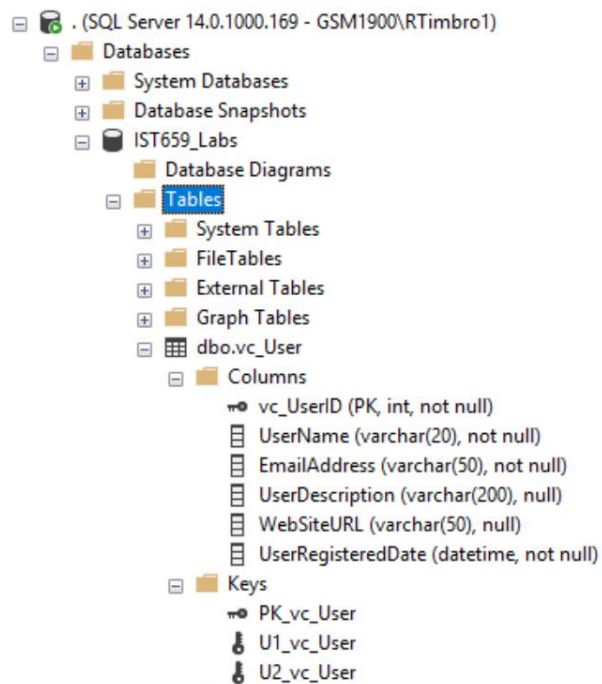 . (SQL Server 14.0.1000.169 - GSM1900\RTimbro1)
Databases
System Databases
Database Snapshots
IST659_Labs
Database Diagrams
Tables
System Tables
FileTables
External Tables
Graph Tables
dbo.vc_User
Columns
vc_UserID (PK, int, not null)
UserName (varchar(20), not null)
EmailAddress (varchar(50), not null)
UserDescription (varchar(200), null)
WebSiteURL (varchar(50), null)
UserRegisteredDate (datetime, not null)
Keys
PK_vc_User
U1_vc_User
U2_vc_User